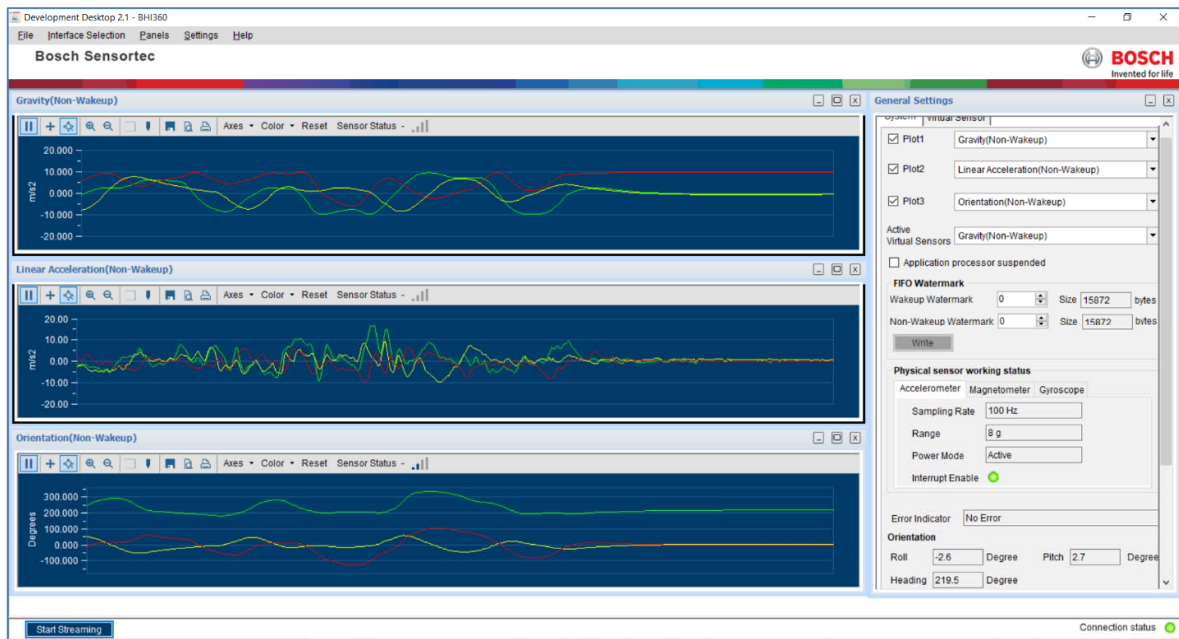 Development Desktop 2.1 - BHI360
File Interface Selection Panels Settings Help
Bosch Sensortec
BOSCH
Invented for life
Gravity(Non-Wakeup)
Axes Color Reset Sensor Status -
m/s2
20.000
10.000
0.000
-10.000
-20.000
Linear Acceleration(Non-Wakeup)
Axes Color Reset Sensor Status -
m/s2
20.00
10.00
0.00
-10.00
-20.00
Orientation(Non-Wakeup)
Axes Color Reset Sensor Status -
Degrees
300.000
200.000
100.000
0.000
-100.000
Start Streaming
General Settings
System Virtual Sensor
Plot1 Gravity(Non-Wakeup)
Plot2 Linear Acceleration(Non-Wakeup)
Plot3 Orientation(Non-Wakeup)
Active
Virtual Sensors Gravity(Non-Wakeup)
Application processor suspended
FIFO Watermark
Wakeup Watermark 0 Size 15872 bytes
Non-Wakeup Watermark 0 Size 15872 bytes
Write
Physical sensor working status
Accelerometer Magnetometer Gyroscope
Sampling Rate 100 Hz
Range 8 g
Power Mode Active
Interrupt Enable
Error Indicator No Error
Orientation
Roll -2.6 Degree Pitch 2.7 Degree
Heading 219.5 Degree
Connection status